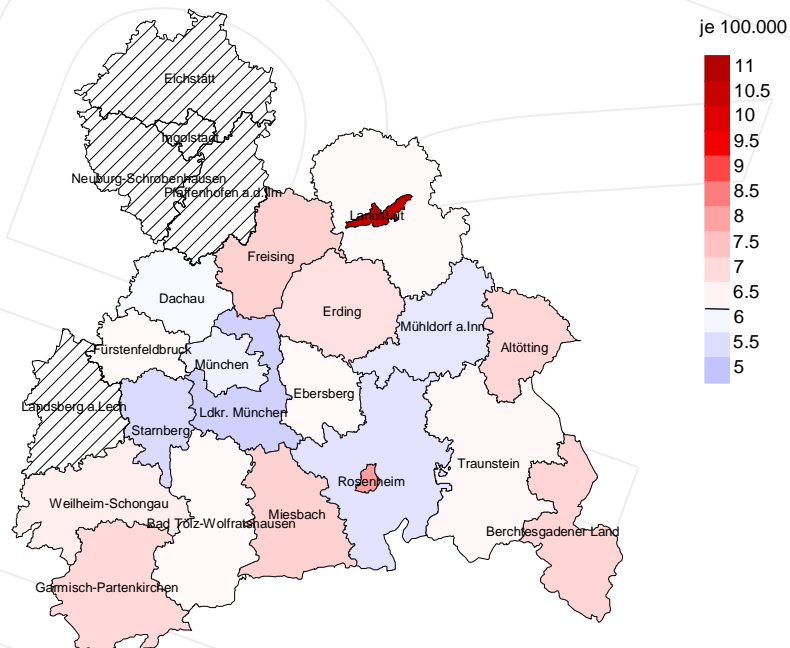 je 100.000
11
10.5
10
9.5
9
8.5
8
7.5
7
6.5
6
5.5
5
Eichstätt
Ingolstadt
Neuburg-Schrobenhausen
Pfaffenhofen a.d.Ilm
Landshut
Freising
Dachau
Erding
Mühldorf a.Inn
Altötting
Fürstenfeldbruck
München
Ebersberg
Landsberg a.Lech
Ldkr. München
Starnberg
Traunstein
Rosenheim
Weilheim-Schongau
Miesbach
Bad Tölz-Wolfratshausen
Berchtesgadener Land
Garmisch-Partenkirchen